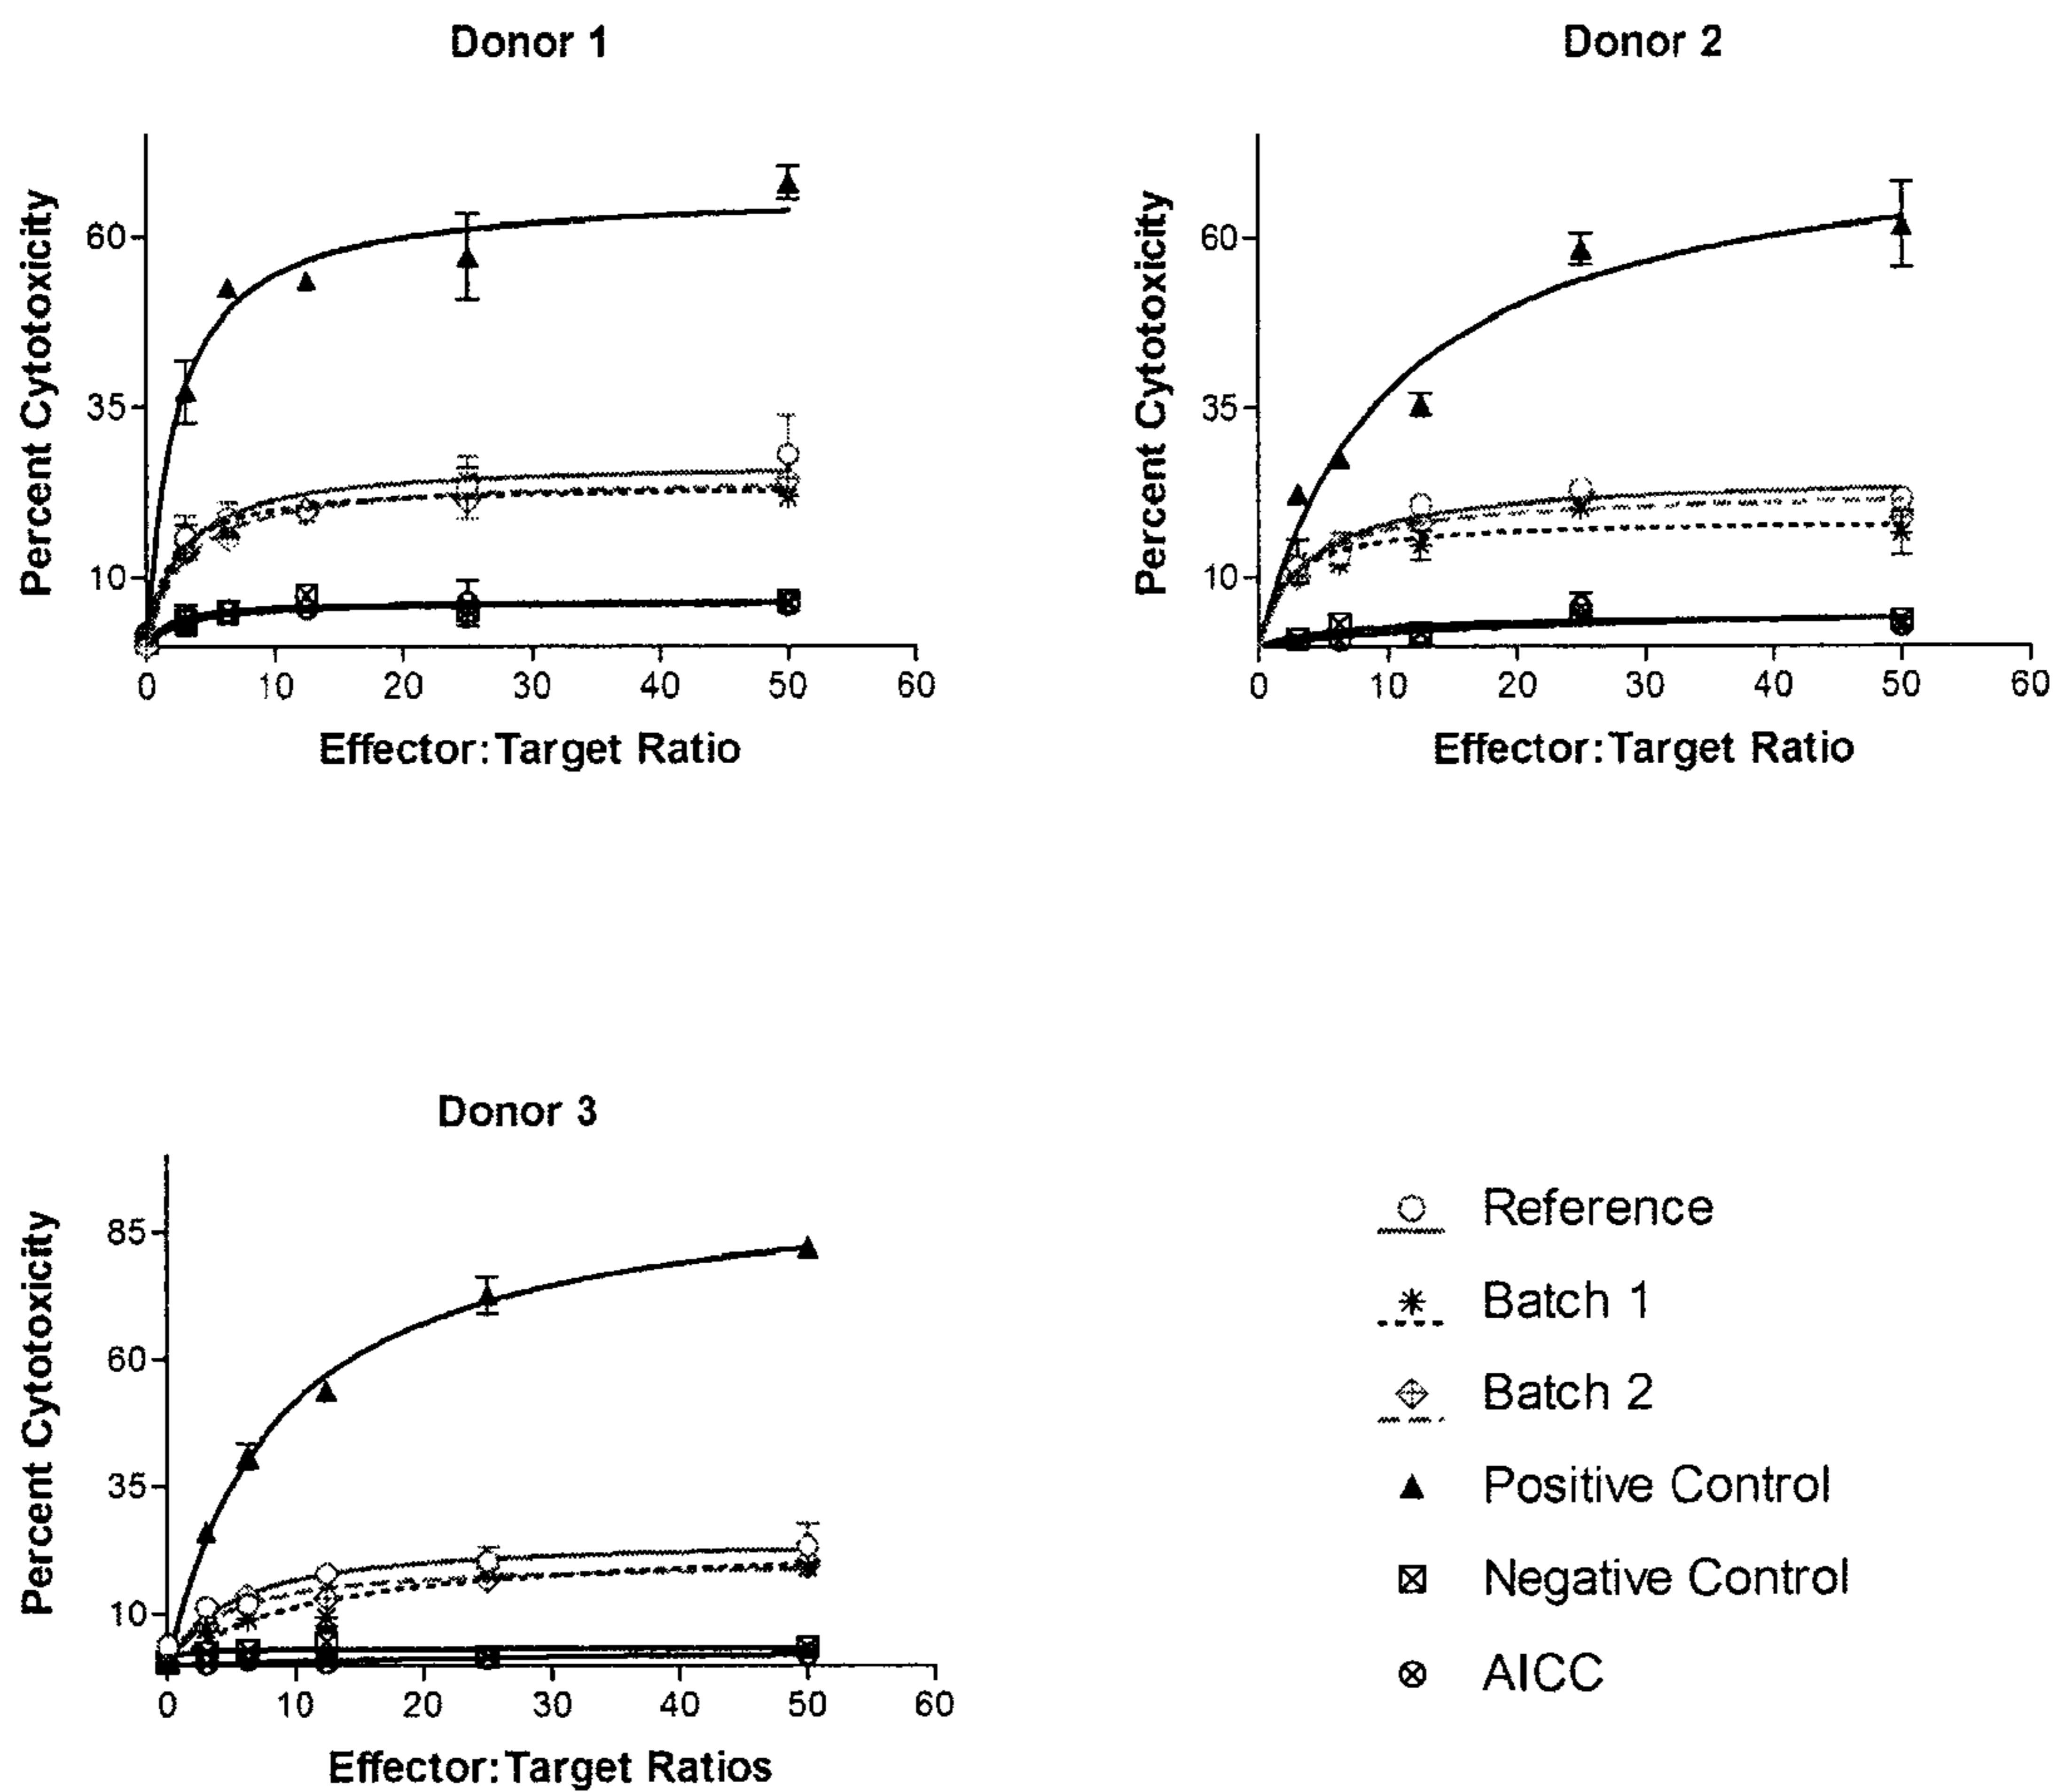 Donor 1
Percent Cytotoxicity
60
35
10
0 10 20 30 40 50 60
Effector:Target Ratio
Donor 2
Percent Cytotoxicity
60
35
10
0 10 20 30 40 50 60
Effector:Target Ratio
Donor 3
Percent Cytotoxicity
85
60
35
10
0 10 20 30 40 50 60
Effector:Target Ratios
Reference
Batch 1
Batch 2
Positive Control
Negative Control
AICC